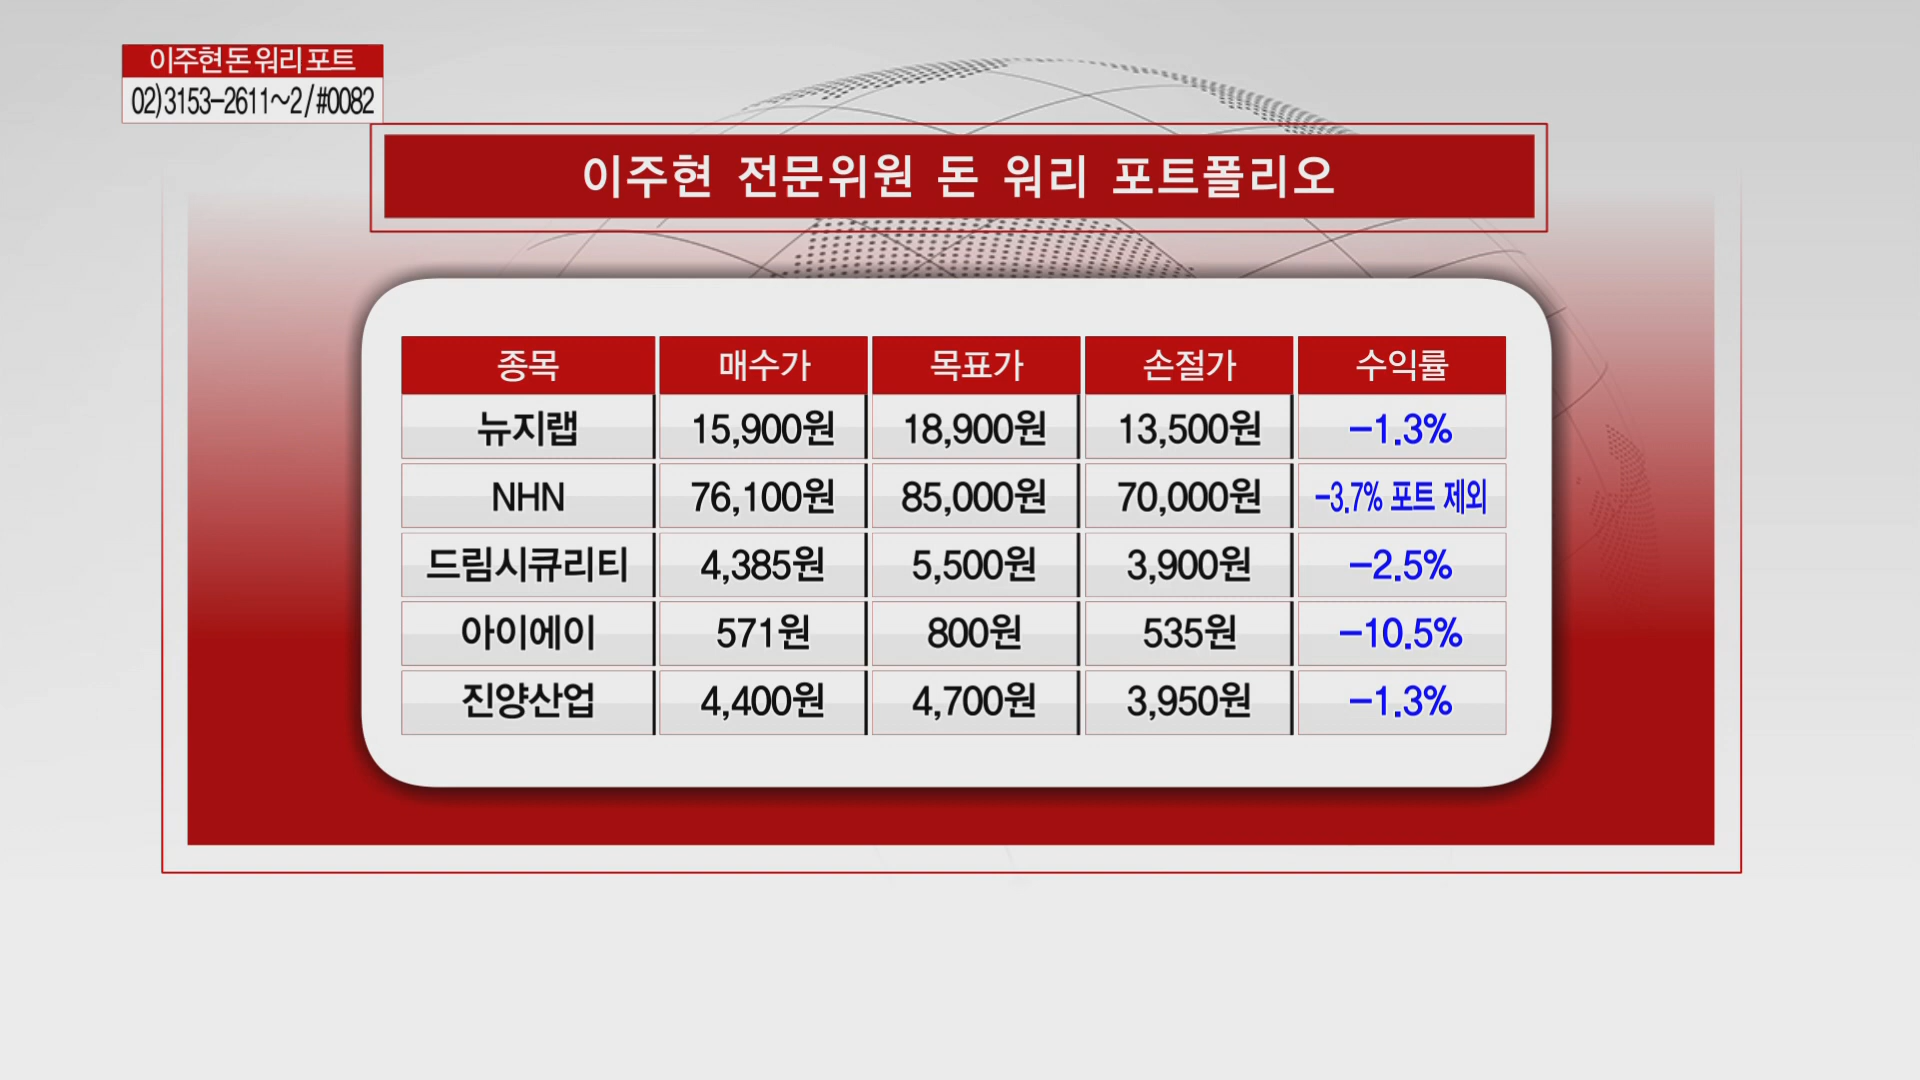 이주현 돈 워리 포트
02)3153-2611~2/#0082
이주현 전문위원 돈 워리 포트폴리오
종목 매수가 목표가 손절가 수익률
뉴지랩 15,900원 18,900원 13,500원 -1.3%
NHN 76,100원 85,000원 70,000원 -3.7% 포트 제외
드림시큐리티 4,385원 5,500원 3,900원 -2.5%
아이에이 571원 800원 535원 -10.5%
진양산업 4,400원 4,700원 3,950원 -1.3%